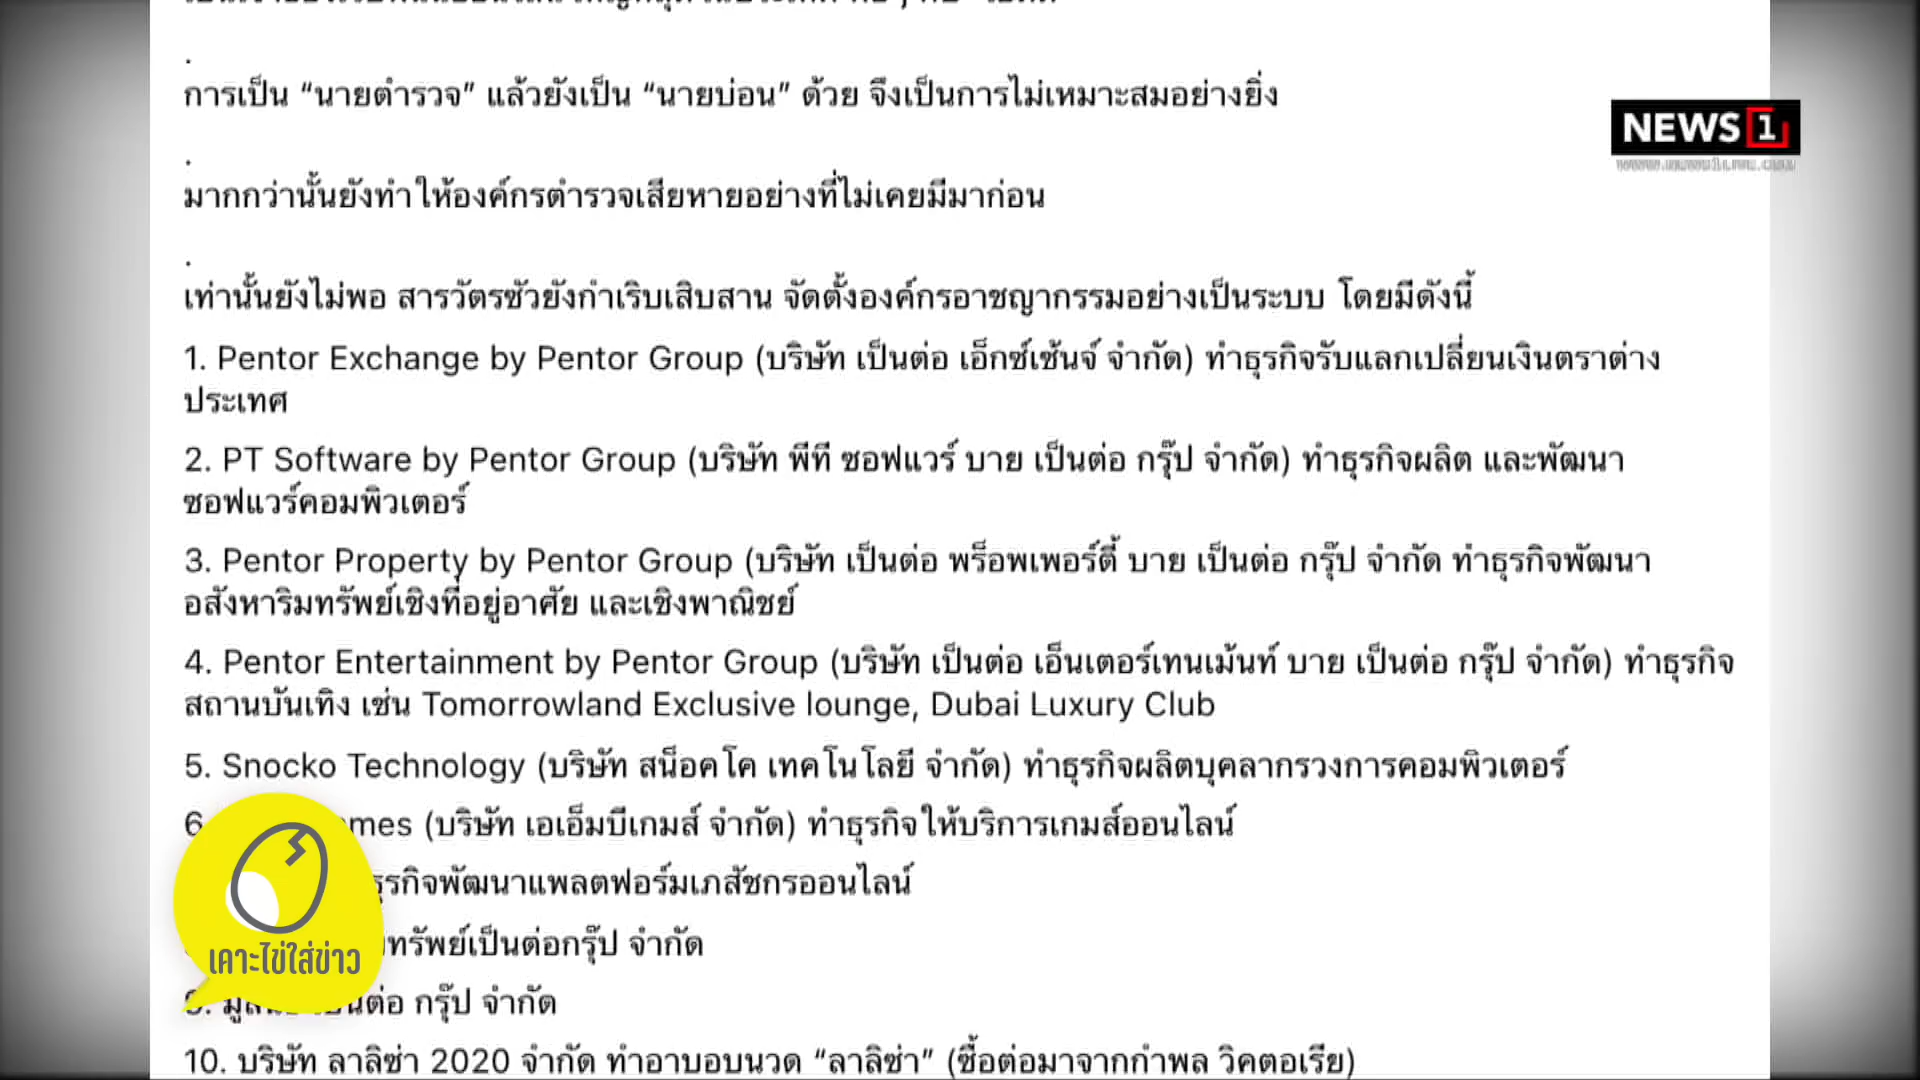 .
การเป็น “นายตำรวจ” แล้วยังเป็น “นายบ่อน” ด้วย จึงเป็นการไม่เหมาะสมอย่างยิ่ง
NEWS 1
.
มากกว่านั้นยังทำให้องค์กรตำรวจเสียหายอย่างที่ไม่เคยมีมาก่อน
.
เท่านั้นยังไม่พอ สารวัตรซัวยังกำเริบเสิบสาน จัดตั้งองค์กรอาชญากรรมอย่างเป็นระบบ โดยมีดังนี้
1. Pentor Exchange by Pentor Group (บริษัท เป็นต่อ เอ็กซ์เช้นจ์ จำกัด) ทำธุรกิจรับแลกเปลี่ยนเงินตราต่าง
ประเทศ
2. PT Software by Pentor Group (บริษัท พีที ซอฟแวร์ บาย เป็นต่อ กรุ๊ป จำกัด) ทำธุรกิจผลิต และพัฒนา
ซอฟแวร์คอมพิวเตอร์
3. Pentor Property by Pentor Group (บริษัท เป็นต่อ พร็อพเพอร์ตี้ บาย เป็นต่อ กรุ๊ป จำกัด ทำธุรกิจพัฒนา
อสังหาริมทรัพย์เชิงที่อยู่อาศัย และเชิงพาณิชย์
4. Pentor Entertainment by Pentor Group (บริษัท เป็นต่อ เอ็นเตอร์เทนเม้นท์ บาย เป็นต่อ กรุ๊ป จำกัด) ทำธุรกิจ
สถานบันเทิง เช่น Tomorrowland Exclusive lounge, Dubai Luxury Club
5. Snocko Technology (บริษัท สน็อคโค เทคโนโลยี จำกัด) ทำธุรกิจผลิตบุคลากรวงการคอมพิวเตอร์
6. mes (บริษัท เอเอ็มบีเกมส์ จำกัด) ทำธุรกิจให้บริการเกมส์ออนไลน์
ธุรกิจพัฒนาแพลตฟอร์มเภสัชกรออนไลน์
ทรัพย์เป็นต่อกรุ๊ป จำกัด
ต่อ กรุ๊ป จำกัด
10. บริษัท ลาลิซ่า 2020 จำกัด ทำอาบอบนวด “ลาลิซ่า” (ซื้อต่อมาจากกำพล วิคตอเรีย)
เคาะไข่ใส่ข่าว